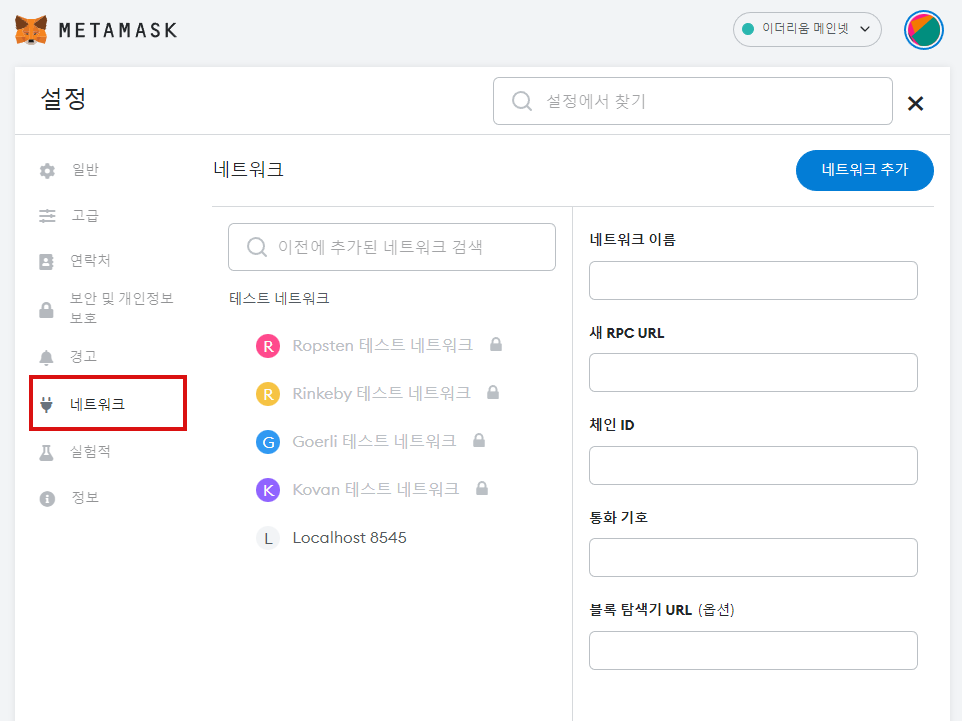 METAMASK
이더리움 메인넷
설정
설정에서 찾기
일반
고급
연락처
보안 및 개인정보
보호
경고
네트워크
실험적
정보
네트워크
네트워크 추가
이전에 추가된 네트워크 검색
테스트 네트워크
R Ropsten 테스트 네트워크
R Rinkeby 테스트 네트워크
G Goerli 테스트 네트워크
K Kovan 테스트 네트워크
L Localhost 8545
네트워크 이름
새 RPC URL
체인 ID
통화 기호
블록 탐색기 URL (옵션)